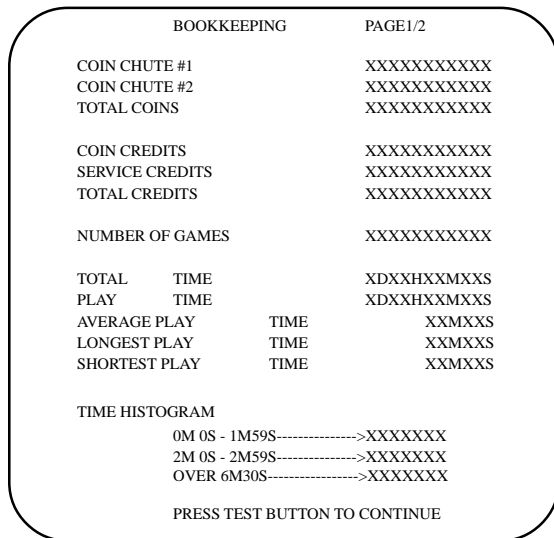 BOOKKEEPING PAGE1/2
COIN CHUTE #1 XXXXXXXXXXX
COIN CHUTE #2 XXXXXXXXXXX
TOTAL COINS XXXXXXXXXXX
COIN CREDITS XXXXXXXXXXX
SERVICE CREDITS XXXXXXXXXXX
TOTAL CREDITS XXXXXXXXXXX
NUMBER OF GAMES XXXXXXXXXXX
TOTAL TIME XDXXHXXMXXS
PLAY TIME XDXXHXXMXXS
AVERAGE PLAY TIME XXMXXS
LONGEST PLAY TIME XXMXXS
SHORTEST PLAY TIME XXMXXS
TIME HISTOGRAM
0M 0S - 1M59S--------------->XXXXXXX
2M 0S - 2M59S--------------->XXXXXXX
OVER 6M30S----------------->XXXXXXX
PRESS TEST BUTTON TO CONTINUE